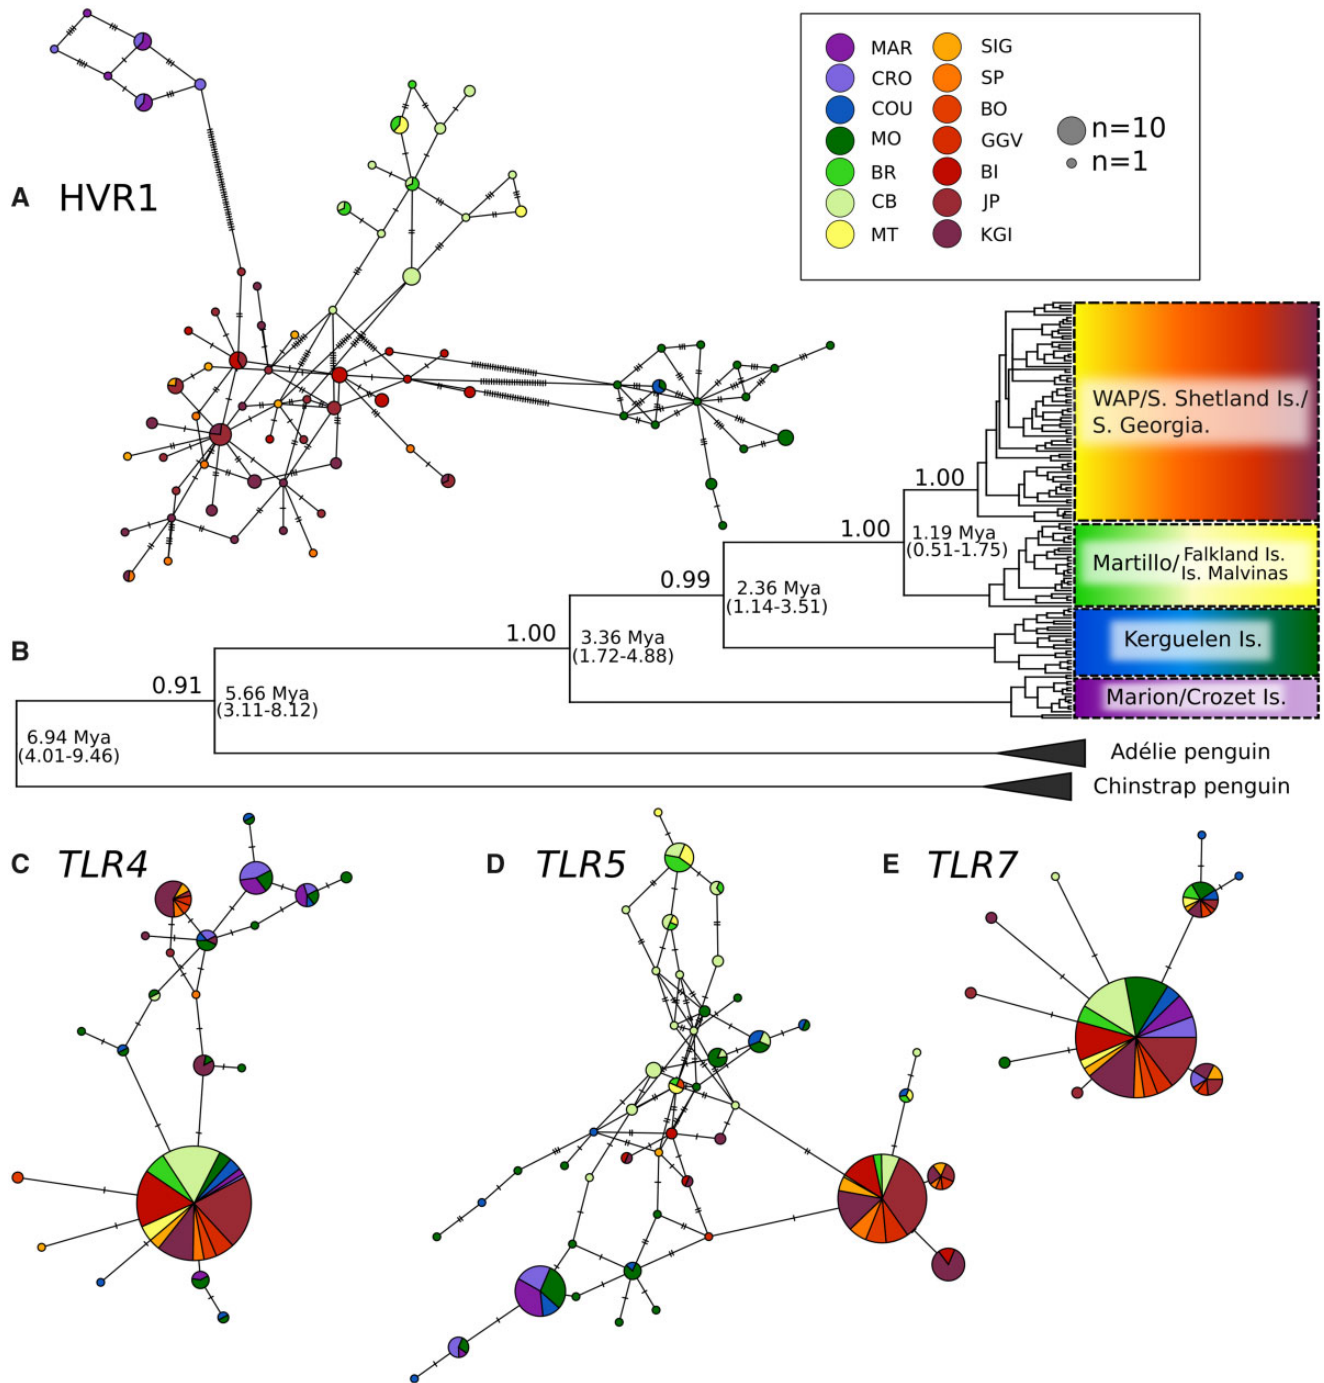 A HVR1
MAR
CRO
COU
MO
BR
CB
MT
SIG
SP
BO
GGV
BI
JP
KGI
n=10
n=1
B
WAP/S. Shetland Is./
S. Georgia.
Martillo/ Falkland Is.
Is. Malvinas
Kerguelen Is.
Marion/Crozet Is.
Adélie penguin
Chinstrap penguin
1.00
1.00
1.19 Mya
(0.51-1.75)
0.99
2.36 Mya
(1.14-3.51)
1.00
3.36 Mya
(1.72-4.88)
0.91
5.66 Mya
(3.11-8.12)
6.94 Mya
(4.01-9.46)
C TLR4
D TLR5
E TLR7